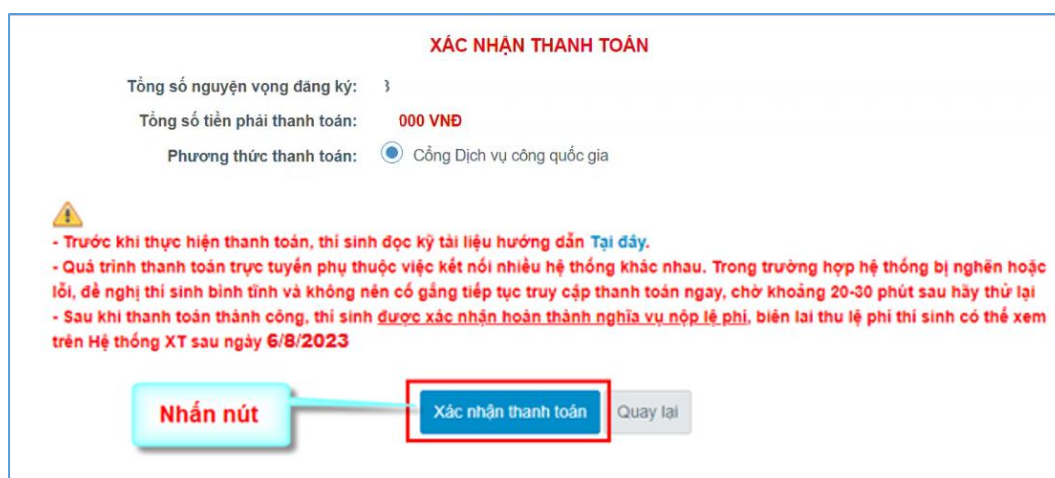 XÁC NHẬN THANH TOÁN
Tổng số nguyện vọng đăng ký:
Tổng số tiền phải thanh toán: 000 VNĐ
Phương thức thanh toán: Cổng Dịch vụ công quốc gia
- Trước khi thực hiện thanh toán, thí sinh đọc kỹ tài liệu hướng dẫn Tại đây.
- Quá trình thanh toán trực tuyến phụ thuộc việc kết nối nhiều hệ thống khác nhau. Trong trường hợp hệ thống bị nghẽn hoặc
lỗi, đề nghị thí sinh bình tĩnh và không nên cố gắng tiếp tục truy cập thanh toán ngay, chờ khoảng 20-30 phút sau hãy thử lại
- Sau khi thanh toán thành công, thí sinh được xác nhận hoàn thành nghĩa vụ nộp lệ phí, biên lai thu lệ phí thí sinh có thể xem
trên Hệ thống XT sau ngày 6/8/2023
Nhấn nút Xác nhận thanh toán Quay lại